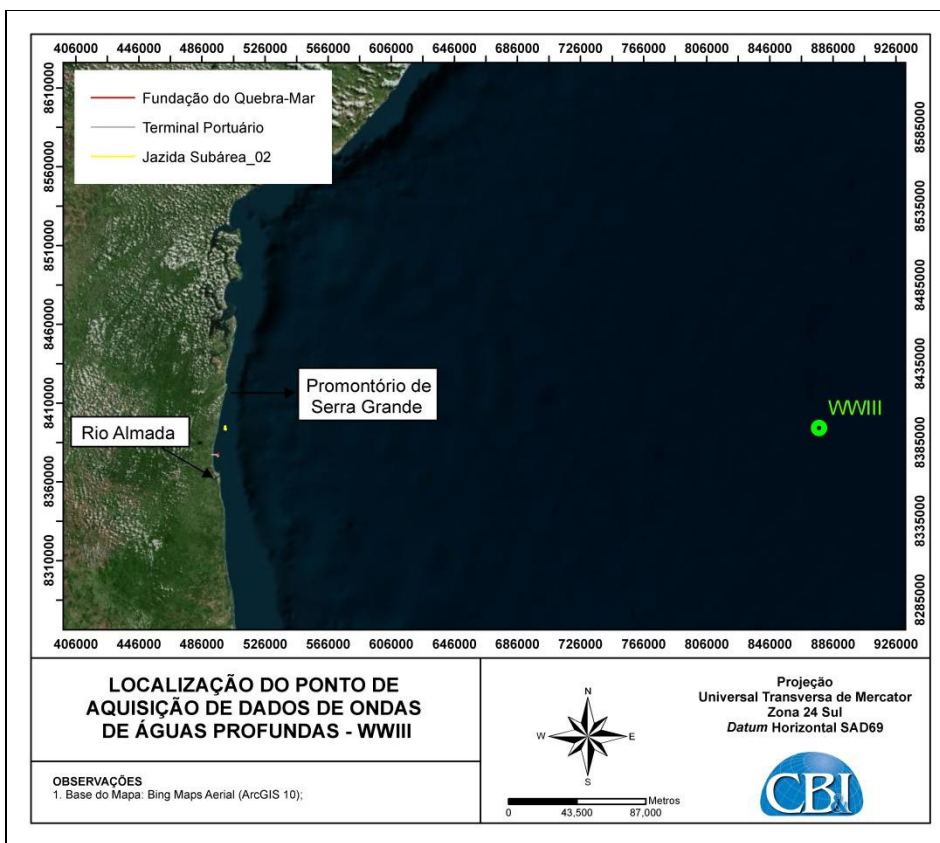 406000 446000 486000 526000 566000 606000 646000 686000 726000 766000 806000 846000 886000 926000
8610000
8560000
8510000
8460000
8410000
8360000
8310000
8585000
8535000
8485000
8435000
8385000
8335000
8285000
Fundação do Quebra-Mar
Terminal Portuário
Jazida Subárea_02
Promontório de
Serra Grande
Rio Almada
WWIII
406000 446000 486000 526000 566000 606000 646000 686000 726000 766000 806000 846000 886000 926000
LOCALIZAÇÃO DO PONTO DE
AQUISIÇÃO DE DADOS DE ONDAS
DE ÁGUAS PROFUNDAS - WWIII
OBSERVAÇÕES
1. Base do Mapa: Bing Maps Aerial (ArcGIS 10);
N
W E
S
Metros
0 43,500 87,000
Projeção
Universal Transversa de Mercator
Zona 24 Sul
Datum Horizontal SAD69
CB&I